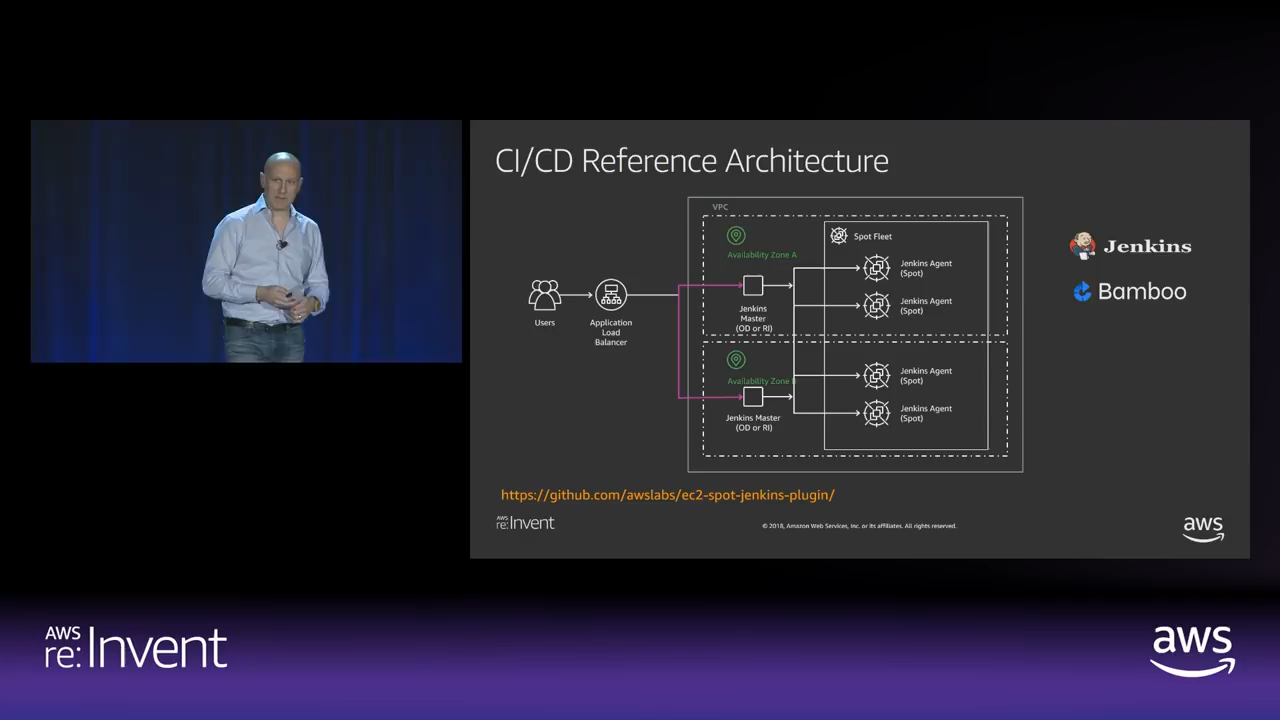 CI/CD Reference Architecture
VPC
Availability Zone A
Spot Fleet
Jenkins Agent
(Spot)
Jenkins Agent
(Spot)
Jenkins
Master
(OD or RI)
Users
Application
Load
Balancer
Availability Zone B
Jenkins Agent
(Spot)
Jenkins Agent
(Spot)
Jenkins Master
(OD or RI)
Jenkins
Bamboo
https://github.com/awslabs/ec2-spot-jenkins-plugin/
AWS
re:Invent
© 2018, Amazon Web Services, Inc. or its affiliates. All rights reserved.
aws
AWS
re:Invent
aws